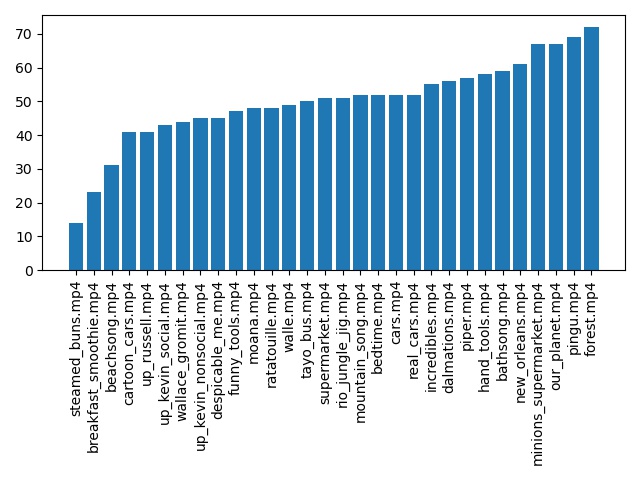 70
60
50
40
30
20
10
0
steamed_buns.mp4
breakfast_smoothie.mp4
beachsong.mp4
cartoon_cars.mp4
up_russell.mp4
up_kevin_social.mp4
wallace_gromit.mp4
up_kevin_nonsocial.mp4
despicable_me.mp4
funny_tools.mp4
moana.mp4
ratatouille.mp4
walle.mp4
tayo_bus.mp4
supermarket.mp4
rio_jungle_jig.mp4
mountain_song.mp4
bedtime.mp4
cars.mp4
real_cars.mp4
incredibles.mp4
dalmations.mp4
piper.mp4
hand_tools.mp4
bathsong.mp4
new_orleans.mp4
minions_supermarket.mp4
our_planet.mp4
pingu.mp4
forest.mp4